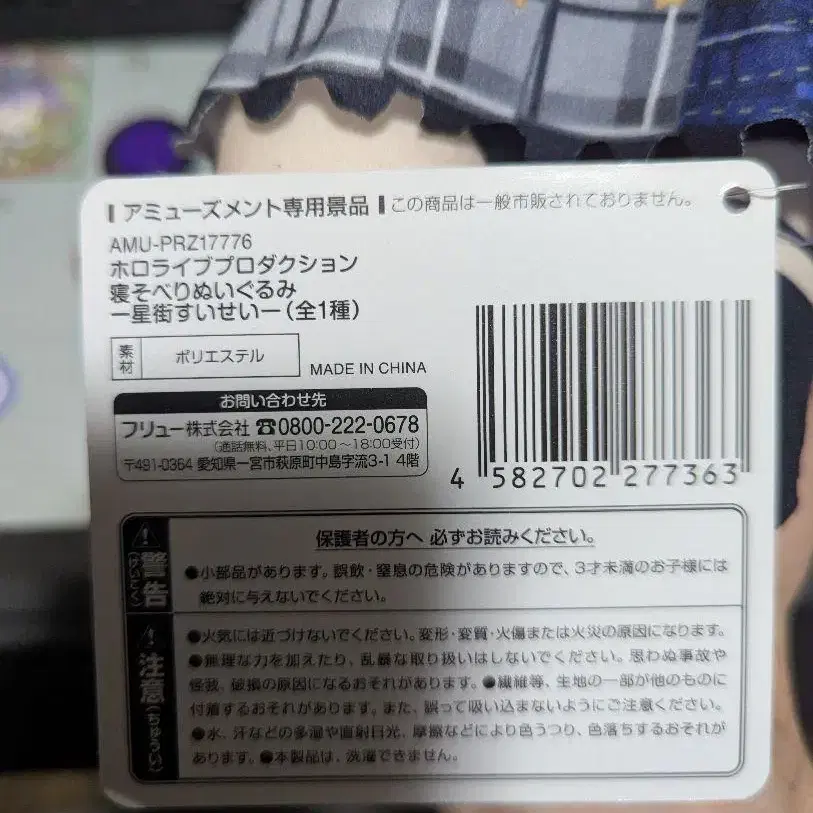 アミューズメント専用景品 この商品は一般市販されておりません。
AMU-PRZ17776
ホロライブプロダクション
寝そべりぬいぐるみ
ー星街すいせいー(全1種)
素材 ポリエステル MADE IN CHINA
お問い合わせ先
フリュー株式会社 ☎0800-222-0678
(通話無料、平日10:00～18:00受付)
〒491-0364 愛知県一宮市萩原町中島字流3-1 4階
4 582702 277363
警告(けいこく)
保護者の方へ 必ずお読みください。
●小部品があります。誤飲・窒息の危険がありますので、3才未満のお子様には
絶対に与えないでください。
注意(ちゅうい)
●火気には近づけないでください。変形・変質・火傷または火災の原因になります。
●無理な力を加えたり、乱暴な取り扱いはしないでください。思わぬ事故や
怪我、破損の原因になるおそれがあります。●繊維等、生地の一部が他のものに
付着するおそれがあります。また、誤って吸い込まないようにご注意ください。
●水、汗などの多湿や直射日光、摩擦などにより色うつり、色落ちするおそれが
あります。●本製品は、洗濯できません。